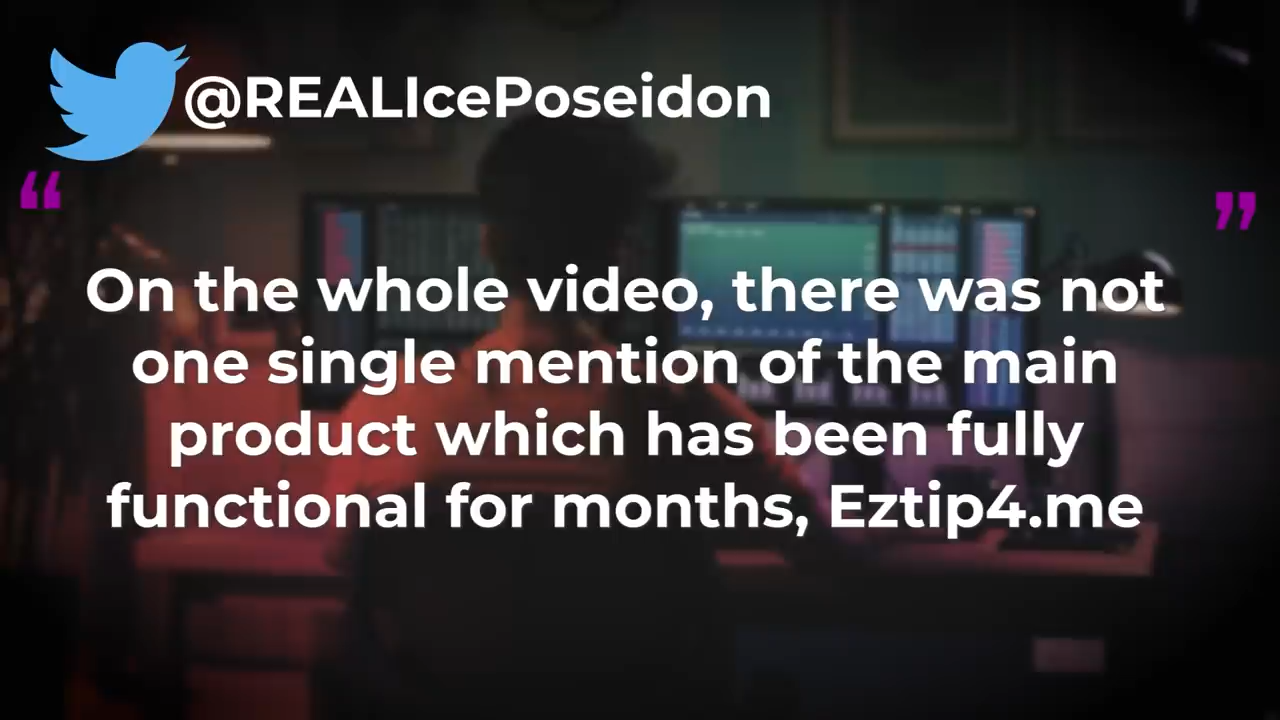 @REALIcePoseidon
“ ”
On the whole video, there was not
one single mention of the main
product which has been fully
functional for months, Eztip4.me